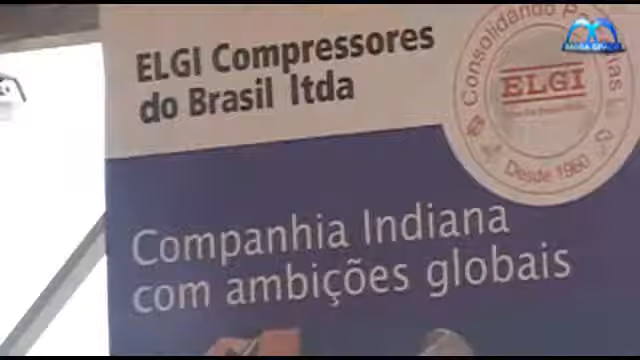 ELGI Compressores
do Brasil ltda
Consolidando
ELGI
Desde 1960
Companhia Indiana
com ambições globais